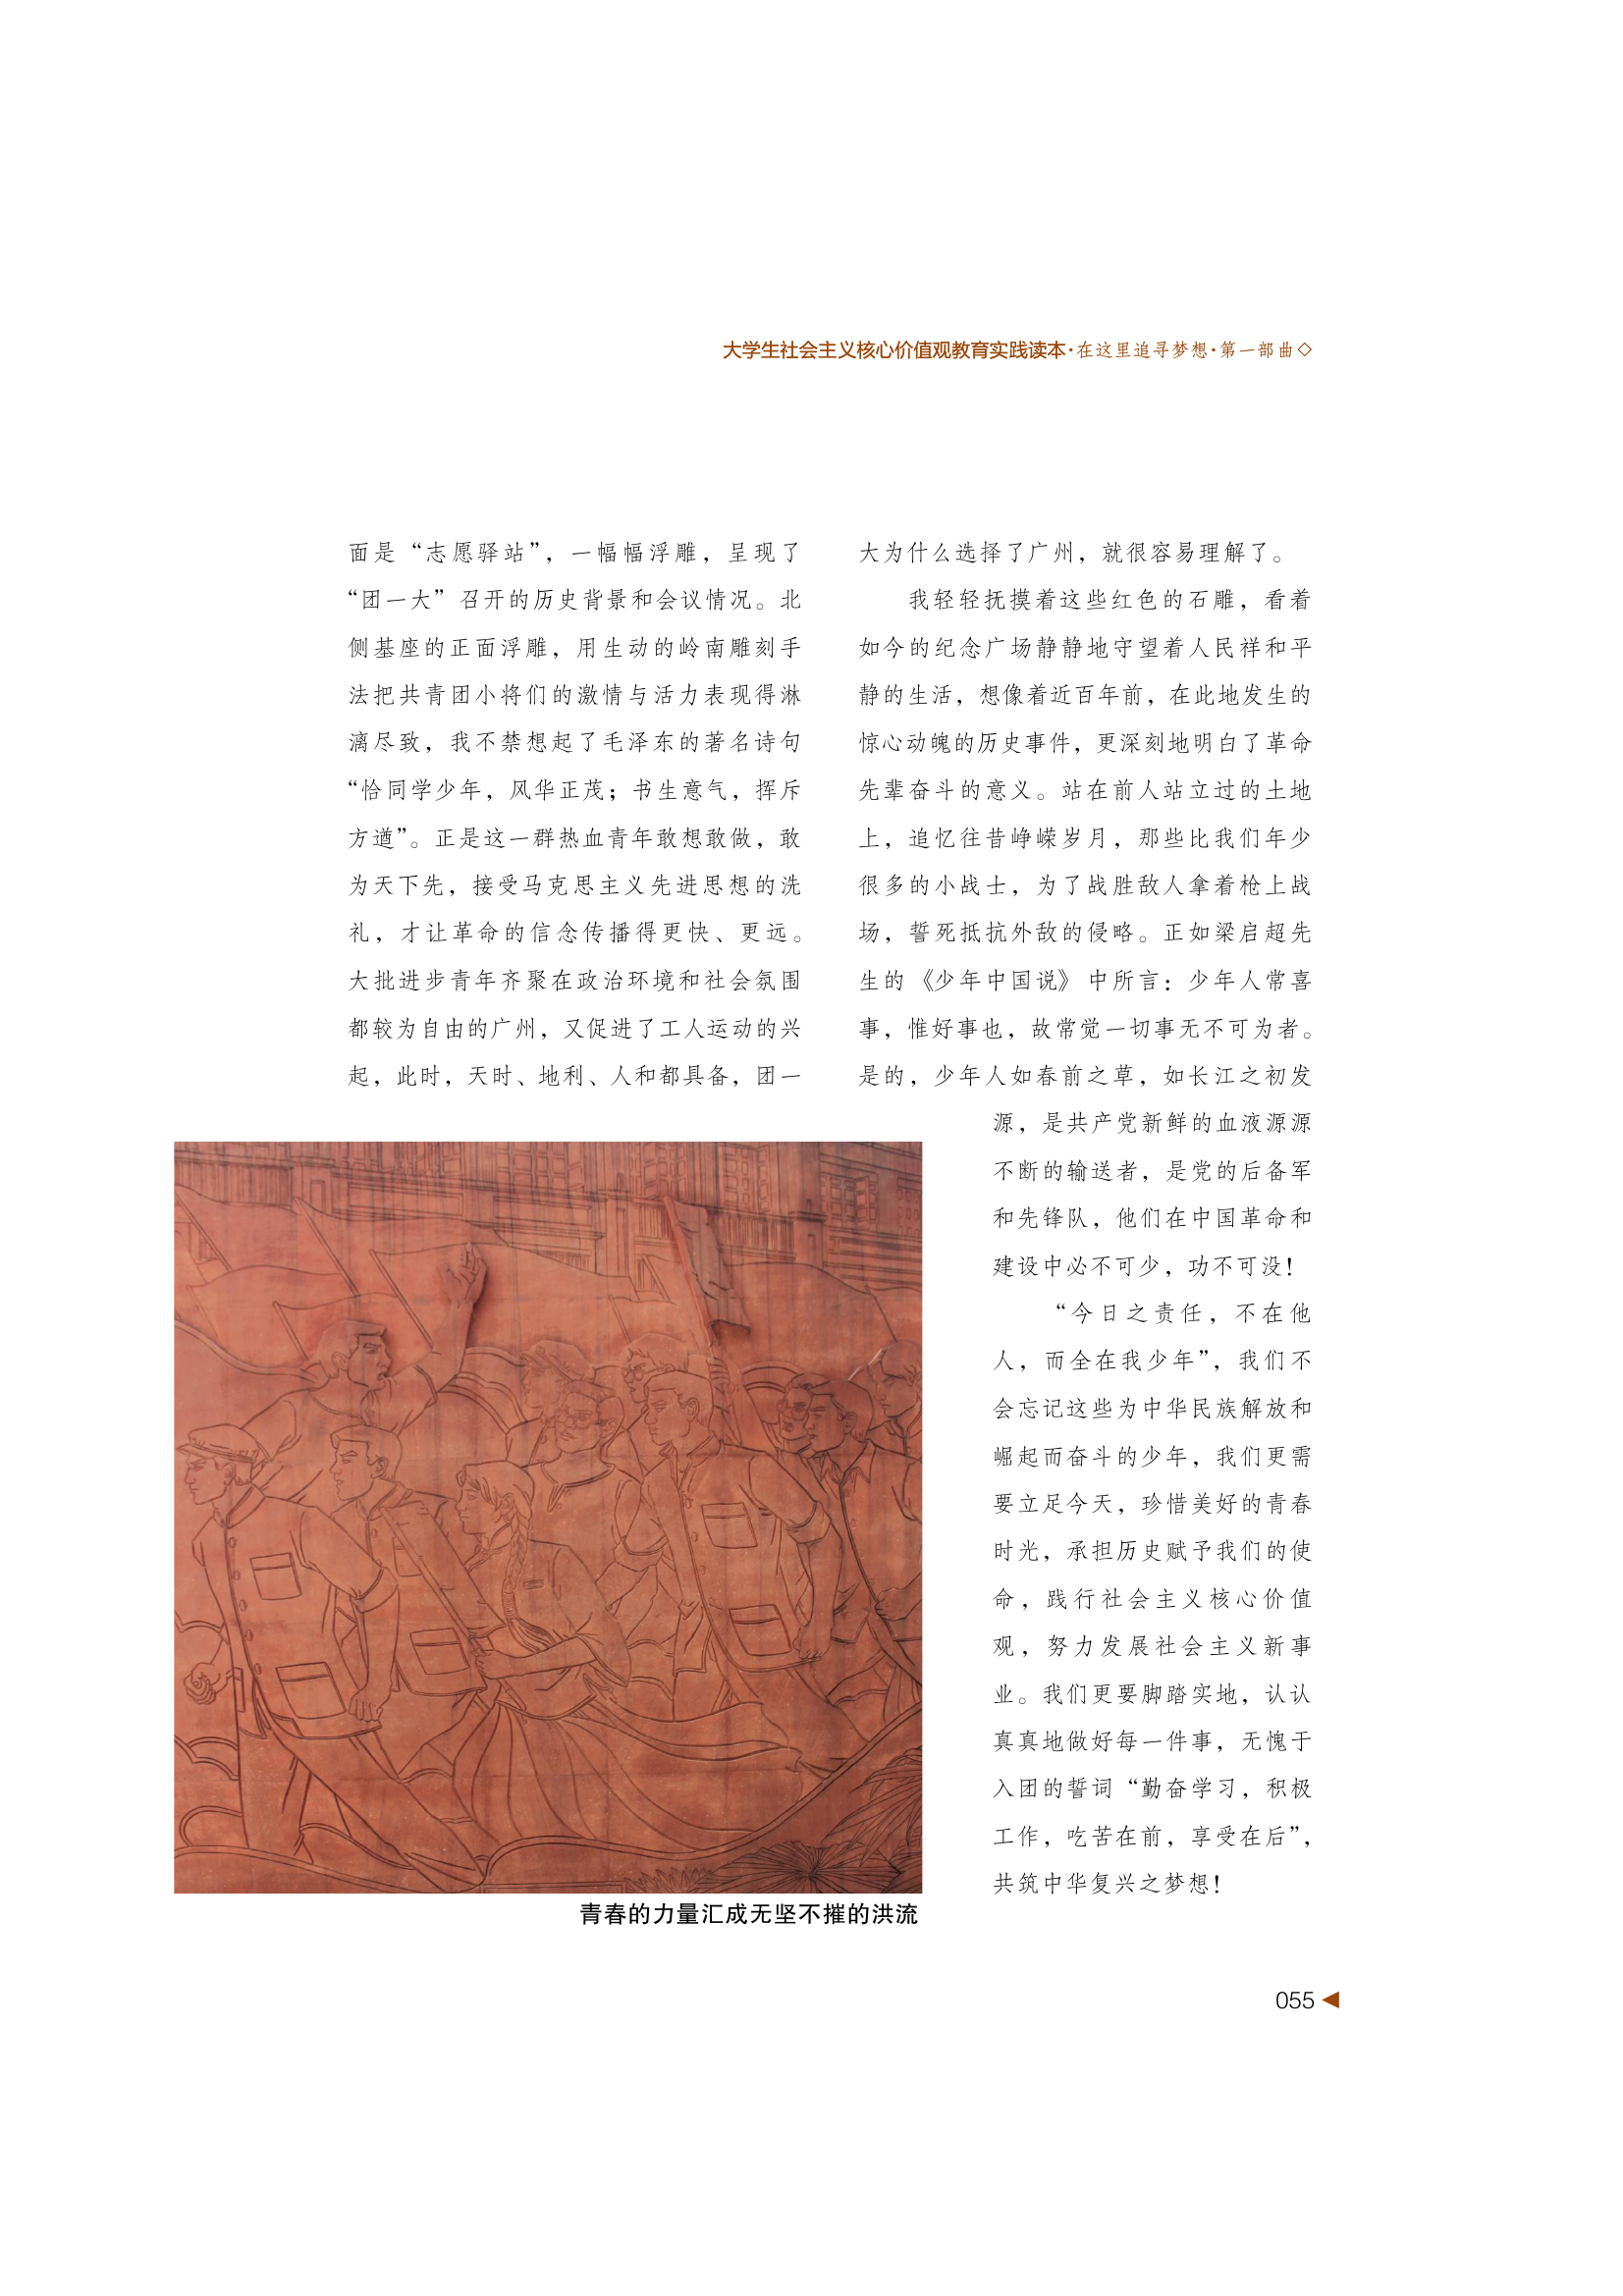 大学生社会主义核心价值观教育实践读本·在这里追寻梦想·第一部曲◇
面是“志愿驿站”，一幅幅浮雕，呈现了
“团一大”召开的历史背景和会议情况。北
侧基座的正面浮雕，用生动的岭南雕刻手
法把共青团小将们的激情与活力表现得淋
漓尽致，我不禁想起了毛泽东的著名诗句
“恰同学少年，风华正茂；书生意气，挥斥
方遒”。正是这一群热血青年敢想敢做，敢
为天下先，接受马克思主义先进思想的洗
礼，才让革命的信念传播得更快、更远。
大批进步青年齐聚在政治环境和社会氛围
都较为自由的广州，又促进了工人运动的兴
起，此时，天时、地利、人和都具备，团一
大为什么选择了广州，就很容易理解了。
我轻轻抚摸着这些红色的石雕，看着
如今的纪念广场静静地守望着人民祥和平
静的生活，想像着近百年前，在此地发生的
惊心动魄的历史事件，更深刻地明白了革命
先辈奋斗的意义。站在前人站立过的土地
上，追忆往昔峥嵘岁月，那些比我们年少
很多的小战士，为了战胜敌人拿着枪上战
场，誓死抵抗外敌的侵略。正如梁启超先
生的《少年中国说》中所言：少年人常喜
事，惟好事也，故常觉一切事无不可为者。
是的，少年人如春前之草，如长江之初发
源，是共产党新鲜的血液源源
不断的输送者，是党的后备军
和先锋队，他们在中国革命和
建设中必不可少，功不可没！
“今日之责任，不在他
人，而全在我少年”，我们不
会忘记这些为中华民族解放和
崛起而奋斗的少年，我们更需
要立足今天，珍惜美好的青春
时光，承担历史赋予我们的使
命，践行社会主义核心价值
观，努力发展社会主义新事
业。我们更要脚踏实地，认认
真真地做好每一件事，无愧于
入团的誓词“勤奋学习，积极
工作，吃苦在前，享受在后”，
共筑中华复兴之梦想！
青春的力量汇成无坚不摧的洪流
055